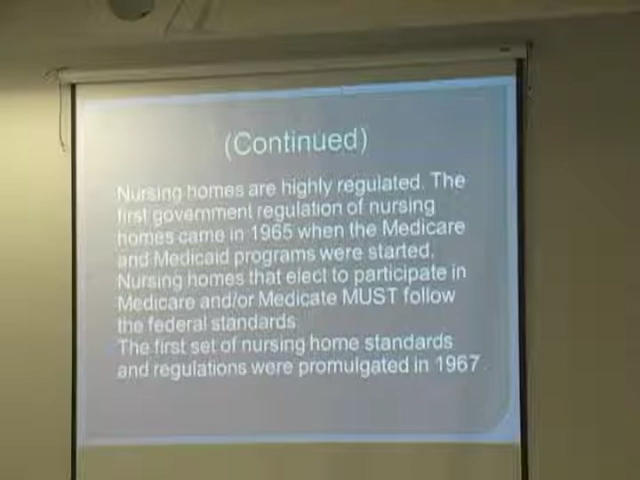 (Continued)
Nursing homes are highly regulated. The
first government regulation of nursing
homes came in 1965 when the Medicare
and Medicaid programs were started.
Nursing homes that elect to participate in
Medicare and/or Medicate MUST follow
the federal standards
The first set of nursing home standards
and regulations were promulgated in 1967